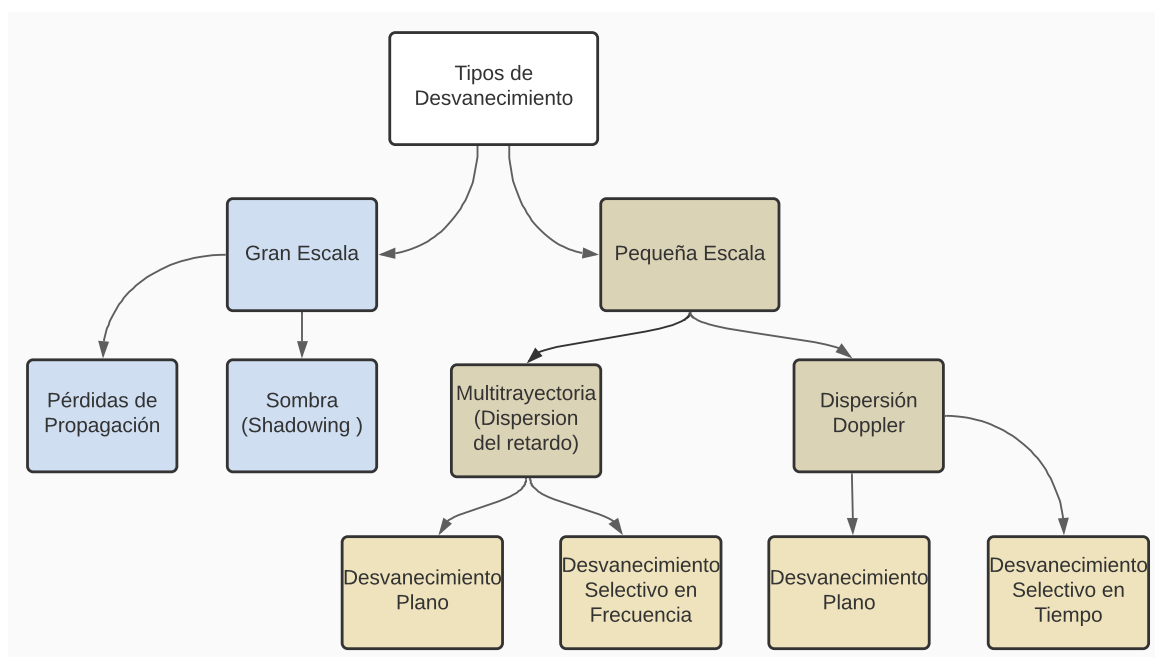 Tipos de
Desvanecimiento
Gran Escala
Pequeña Escala
Pérdidas de
Propagación
Sombra
(Shadowing )
Multitrayectoria
(Dispersion
del retardo)
Dispersión
Doppler
Desvanecimiento
Plano
Desvanecimiento
Selectivo en
Frecuencia
Desvanecimiento
Plano
Desvanecimiento
Selectivo en
Tiempo